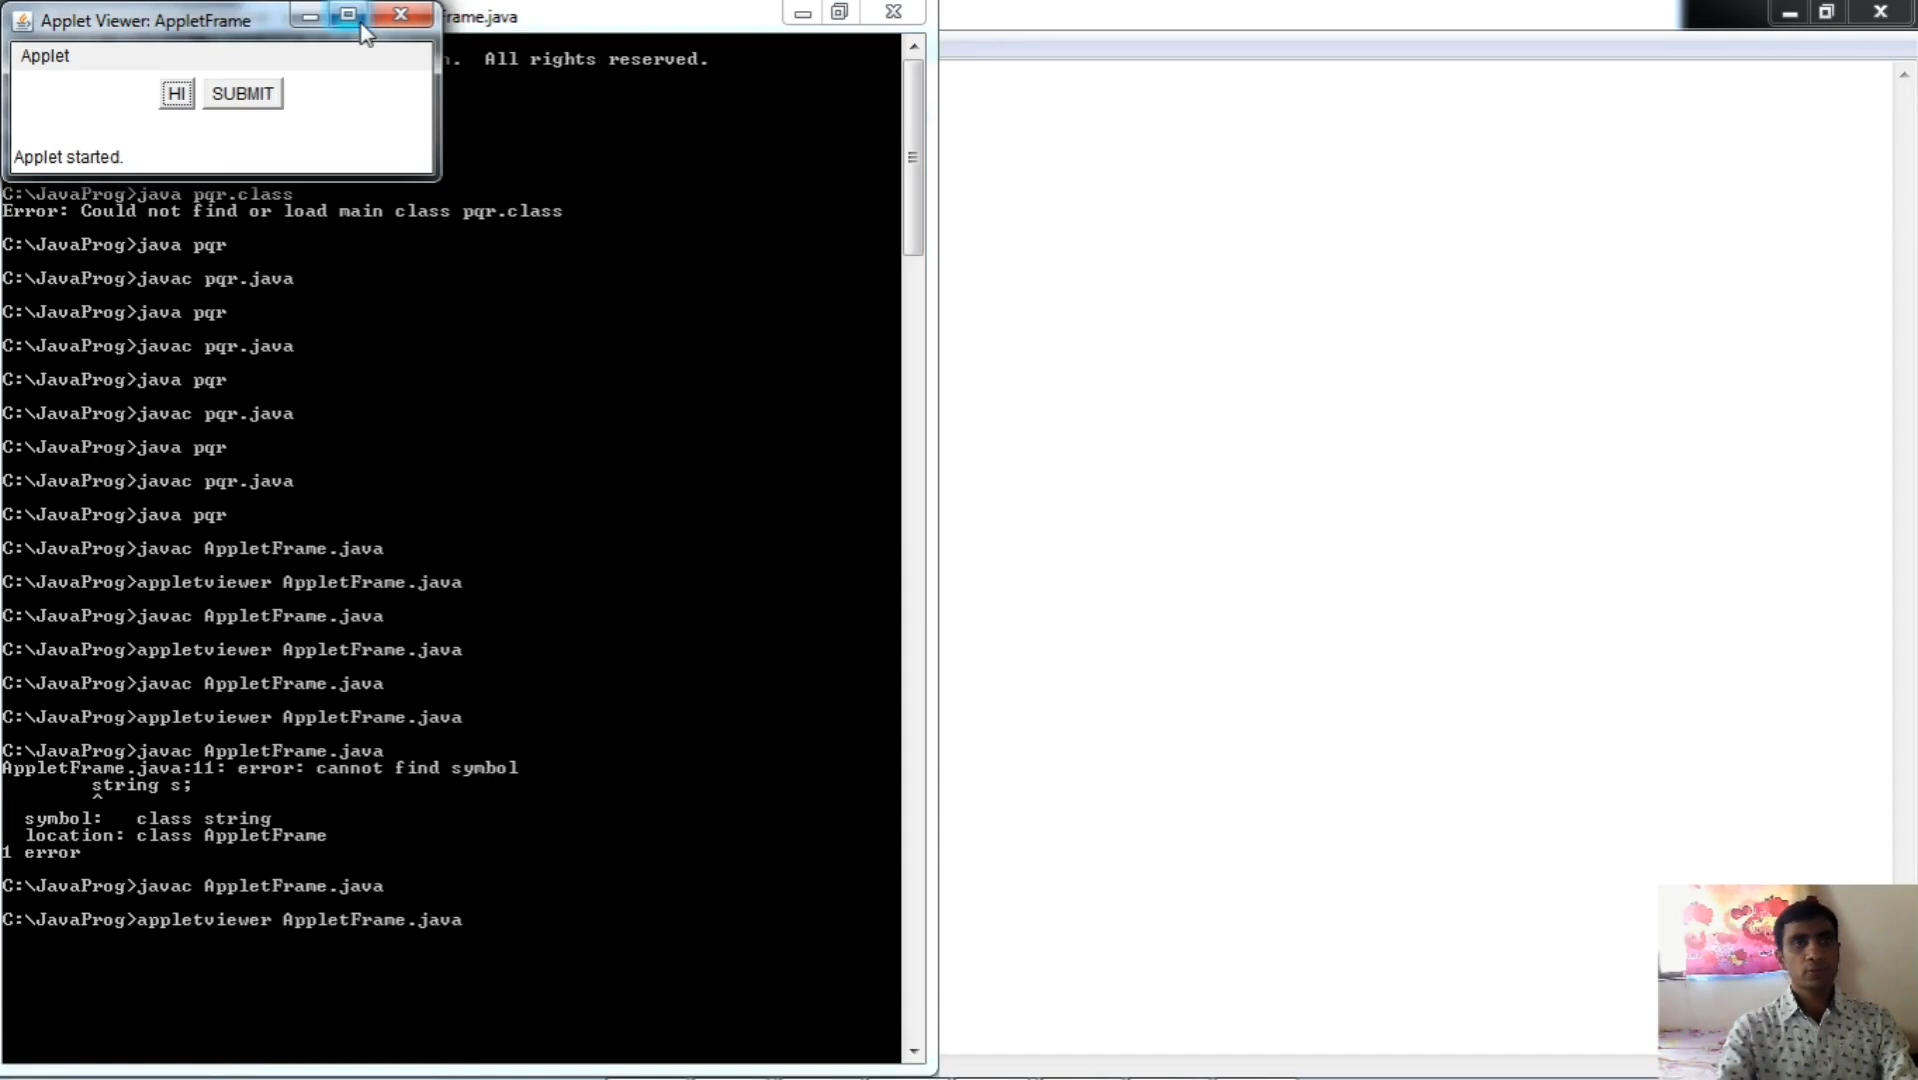 Applet Viewer: AppletFrame
Frame.java
Applet
HI
SUBMIT
Applet started.
n.  All rights reserved.
C:\JavaProg>java pqr.class
Error: Could not find or load main class pqr.class
C:\JavaProg>java pqr
C:\JavaProg>javac pqr.java
C:\JavaProg>java pqr
C:\JavaProg>javac pqr.java
C:\JavaProg>java pqr
C:\JavaProg>javac pqr.java
C:\JavaProg>java pqr
C:\JavaProg>javac pqr.java
C:\JavaProg>java pqr
C:\JavaProg>javac AppletFrame.java
C:\JavaProg>appletviewer AppletFrame.java
C:\JavaProg>javac AppletFrame.java
C:\JavaProg>appletviewer AppletFrame.java
C:\JavaProg>javac AppletFrame.java
C:\JavaProg>appletviewer AppletFrame.java
C:\JavaProg>javac AppletFrame.java
AppletFrame.java:11: error: cannot find symbol
        string s;
        ^
  symbol:   class string
  location: class AppletFrame
1 error
C:\JavaProg>javac AppletFrame.java
C:\JavaProg>appletviewer AppletFrame.java